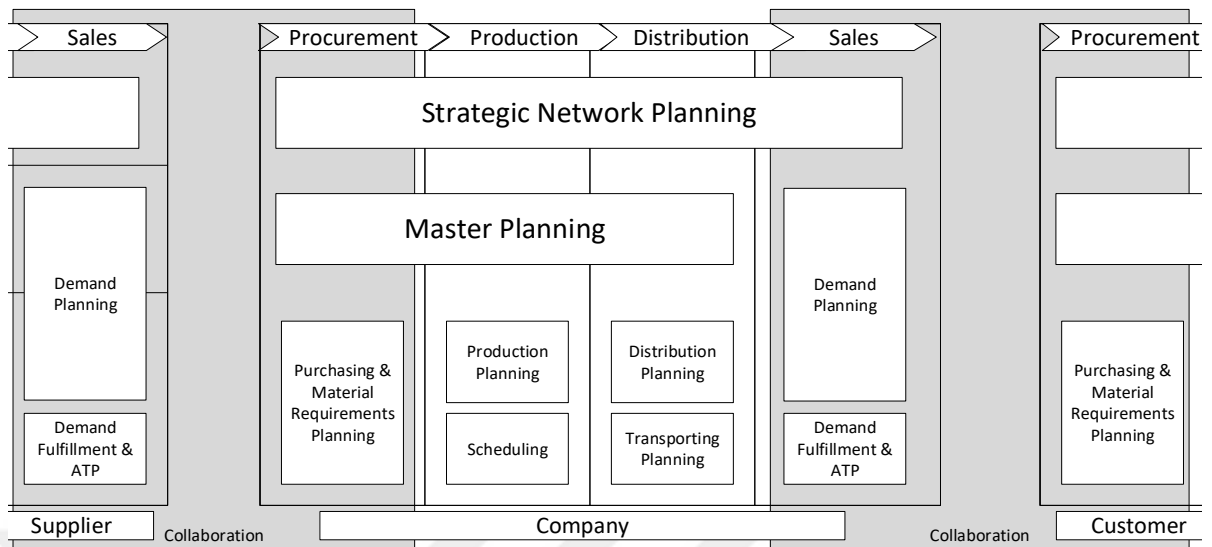 Sales
Procurement
Production
Distribution
Sales
Procurement
Strategic Network Planning
Master Planning
Demand
Planning
Demand
Fulfillment &
ATP
Purchasing &
Material
Requirements
Planning
Production
Planning
Scheduling
Distribution
Planning
Transporting
Planning
Demand
Planning
Demand
Fulfillment &
ATP
Purchasing &
Material
Requirements
Planning
Supplier
Collaboration
Company
Collaboration
Customer